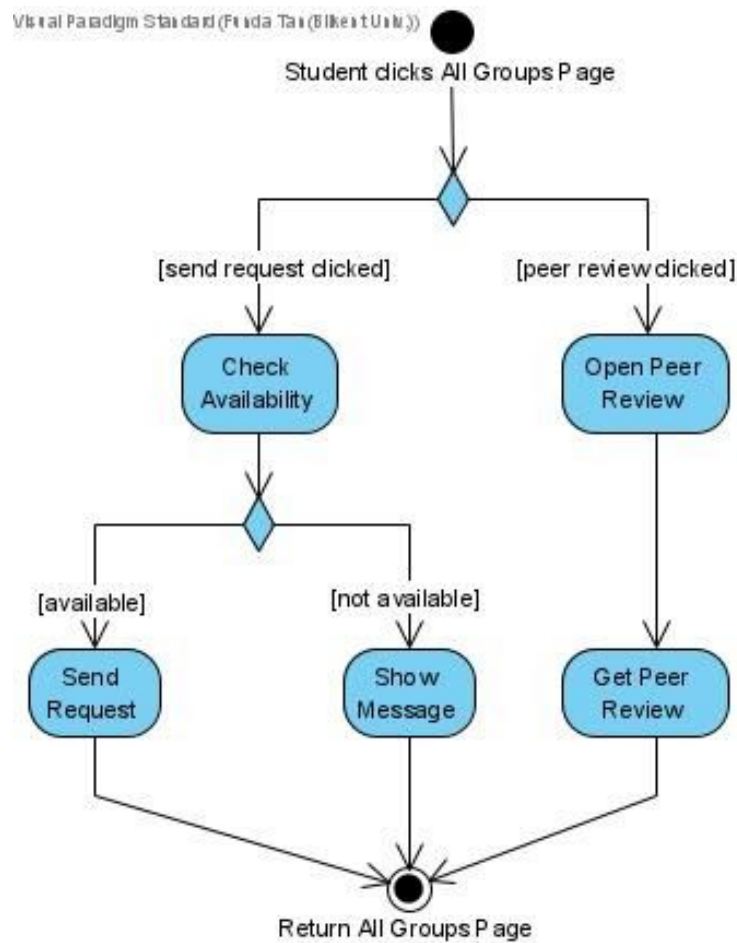 Visual Paradigm Standard (Funda Tan (Bilkent Univ.))
Student clicks All Groups Page
[send request clicked]
[peer review clicked]
Check
Availability
Open Peer
Review
[available]
[not available]
Send
Request
Show
Message
Get Peer
Review
Return All Groups Page